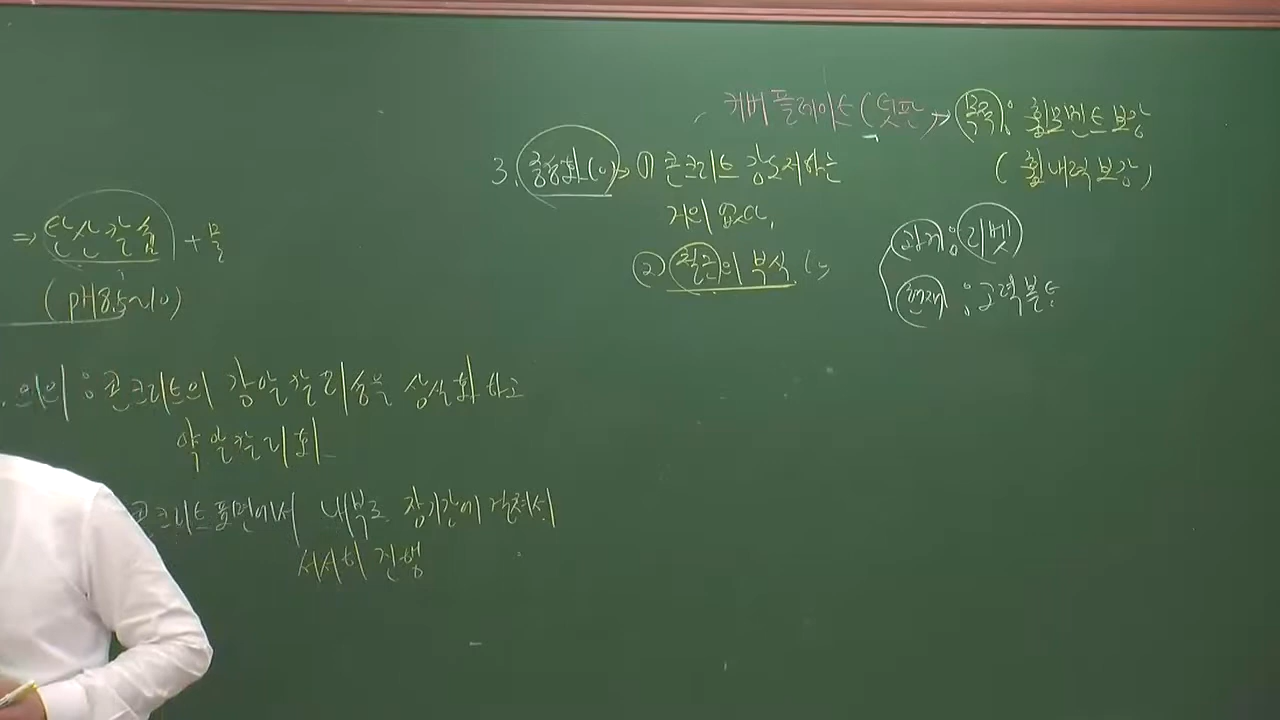 ⇒ 탄산칼슘 + 물
(pH 8.5~10)
의의 : 콘크리트의 강알칼리성을 상실하고
약알칼리화
콘크리트표면에서 내부로 장기간에 걸쳐서
서서히 진행
3. 중성화(0)→ ① 콘크리트 강도저하는
거의 없다.
② 철근의 부식 (
커버플레이트(덧판) → 목적: 휨모멘트보강
(휨내력보강)
과거 : 리벳
현재 : 고력볼트